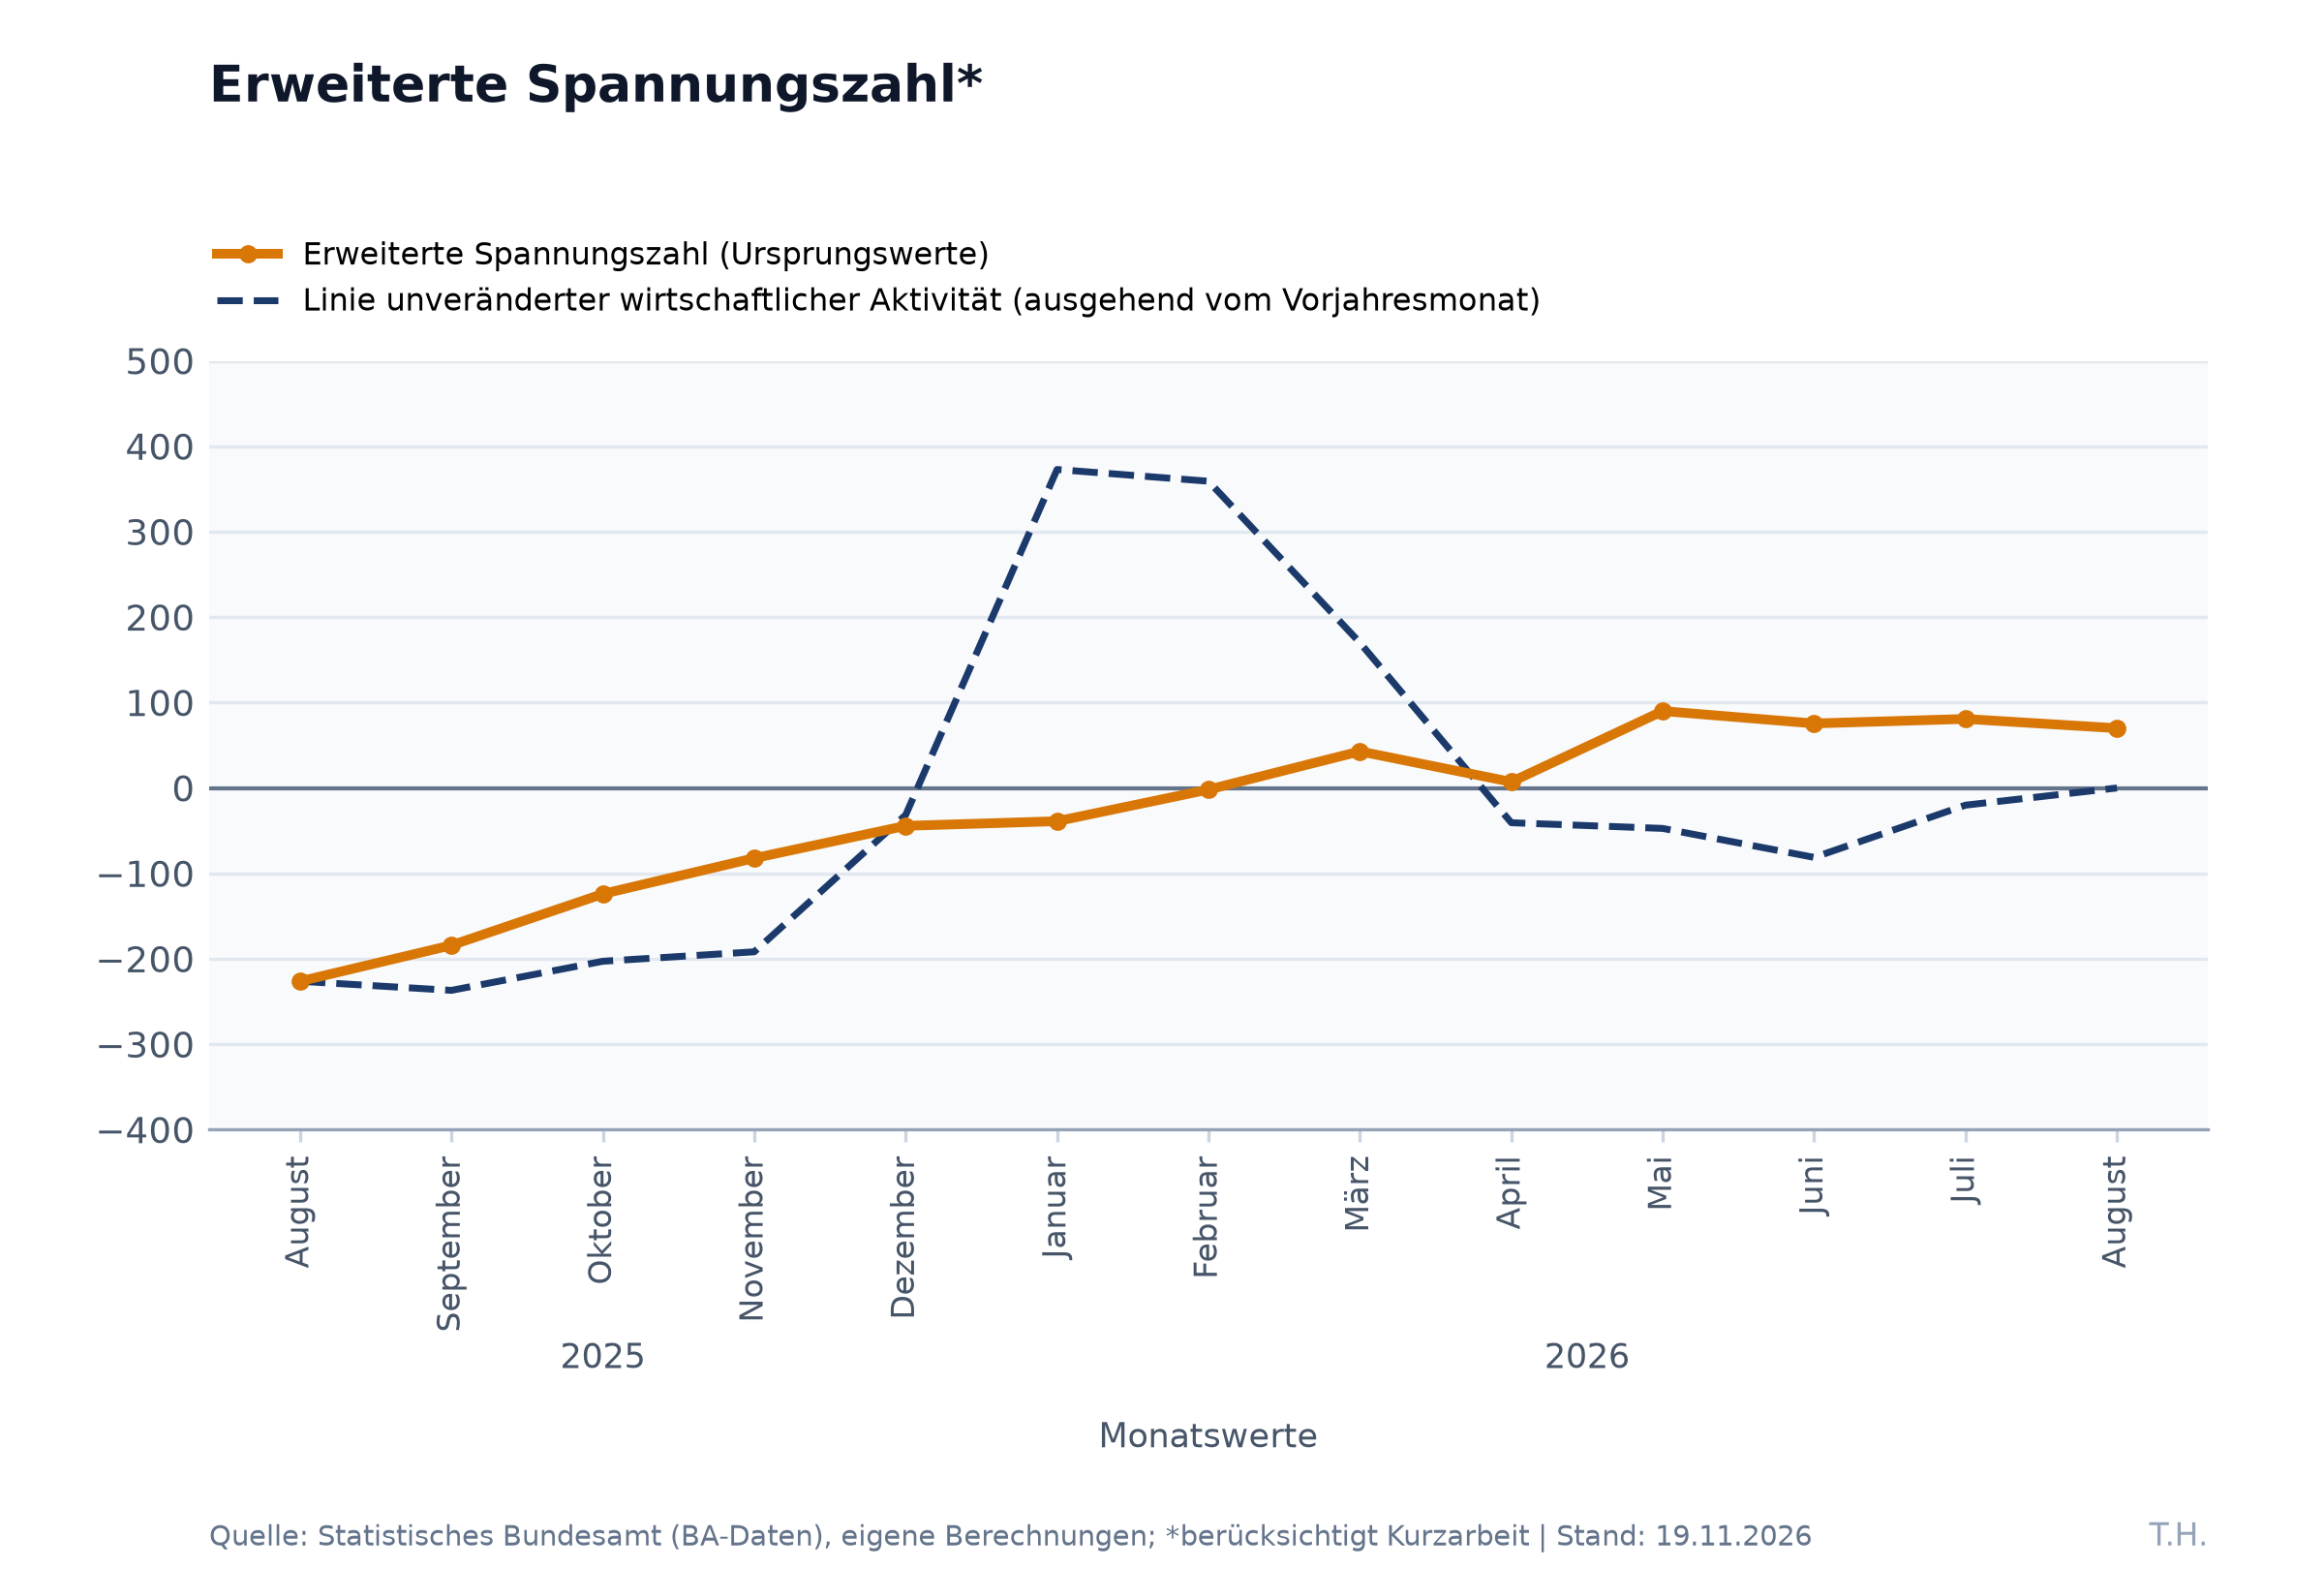 Erweiterte Spannungszahl*
Erweiterte Spannungszahl (Ursprungswerte)
Linie unveränderter wirtschaftlicher Aktivität (ausgehend vom Vorjahresmonat)
500
400
300
200
100
0
−100
−200
−300
−400
August
September
Oktober
November
Dezember
Januar
Februar
März
April
Mai
Juni
Juli
August
2025
2026
Monatswerte
Quelle: Statistisches Bundesamt (BA-Daten), eigene Berechnungen; *berücksichtigt Kurzarbeit | Stand: 19.11.2026
T.H.